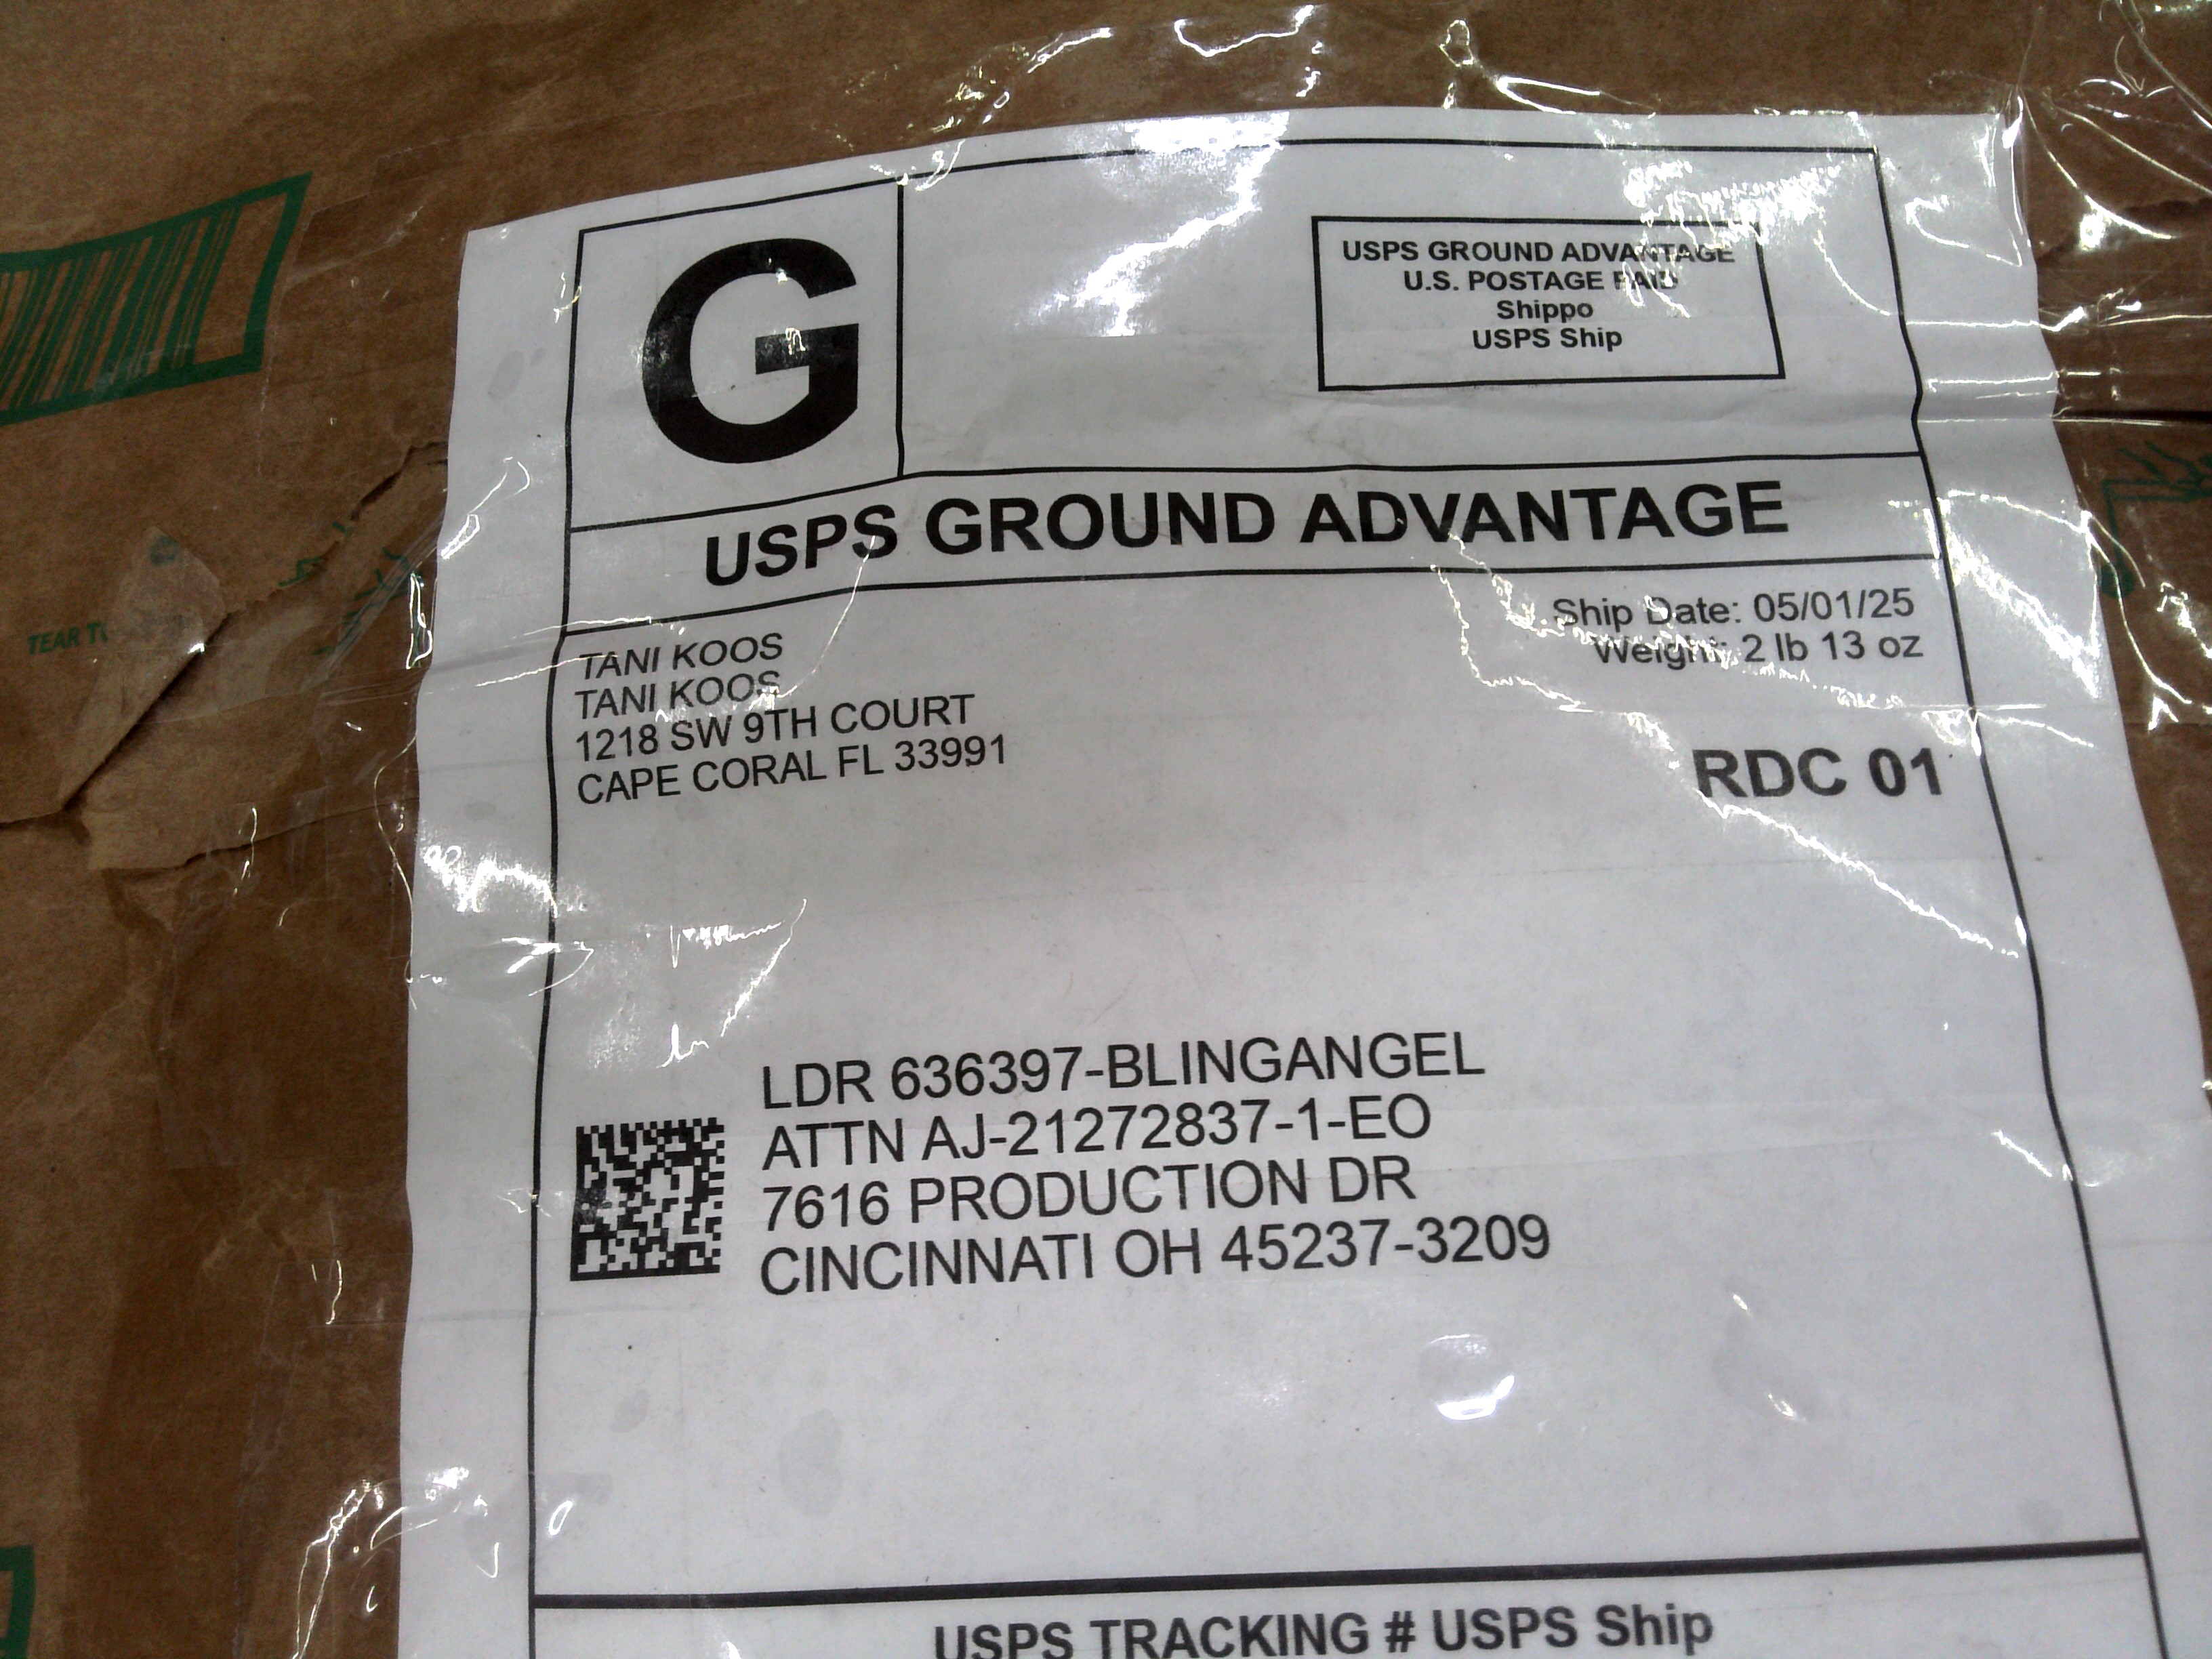 G
USPS GROUND ADVANTAGE
U.S. POSTAGE PAID
Shippo
USPS Ship
USPS GROUND ADVANTAGE
Ship Date: 05/01/25
Weight: 2 lb 13 oz
TANI KOOS
TANI KOOS
1218 SW 9TH COURT
CAPE CORAL FL 33991
RDC 01
LDR 636397-BLINGANGEL
ATTN AJ-21272837-1-EO
7616 PRODUCTION DR
CINCINNATI OH 45237-3209
USPS TRACKING # USPS Ship
TEAR